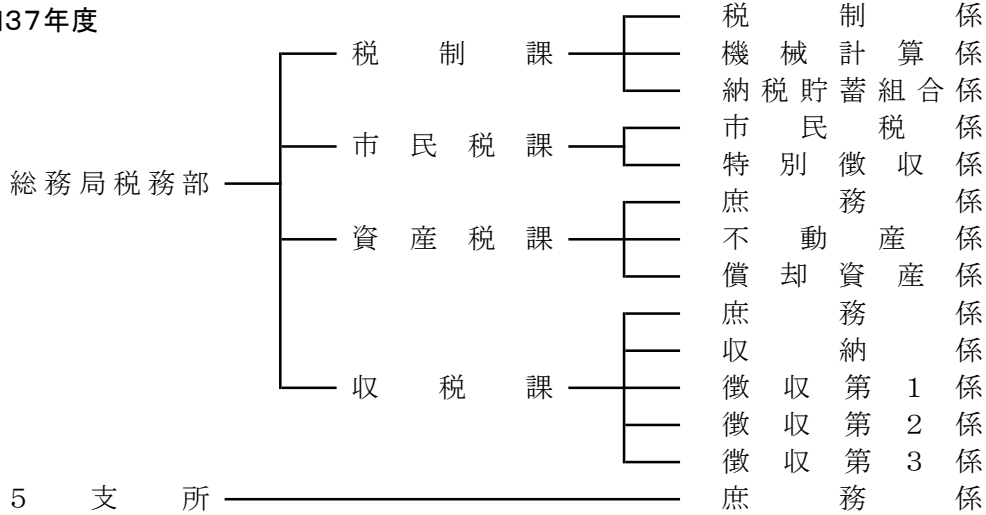 37年度
税制係
税制課 機械計算係
納税貯蓄組合係
市民税係
市民税課
特別徴収係
総務局税務部
庶務係
資産税課 不動産係
償却資産係
庶務係
収納係
収税課 徴収第1係
徴収第2係
徴収第3係
5支所 庶務係